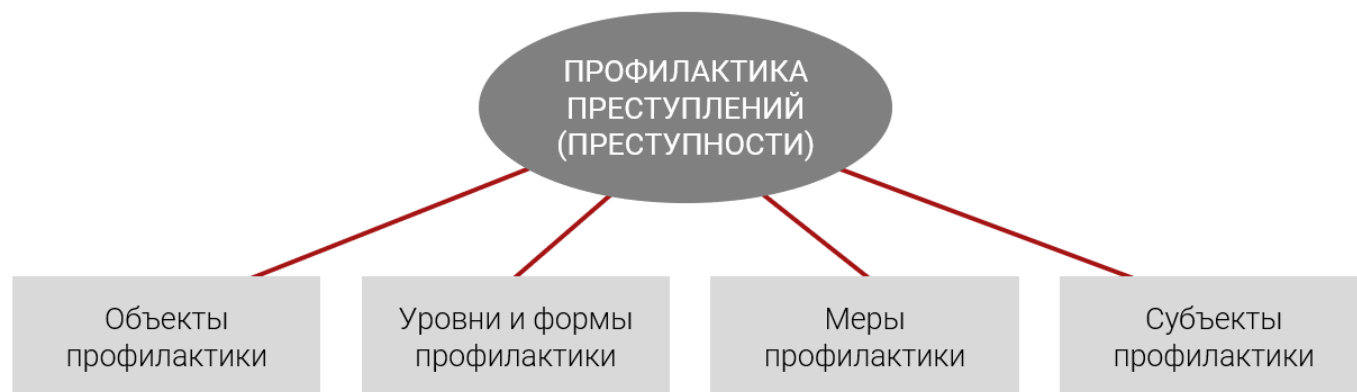 ПРОФИЛАКТИКА
ПРЕСТУПЛЕНИЙ
(ПРЕСТУПНОСТИ)
Объекты
профилактики
Уровни и формы
профилактики
Меры
профилактики
Субъекты
профилактики